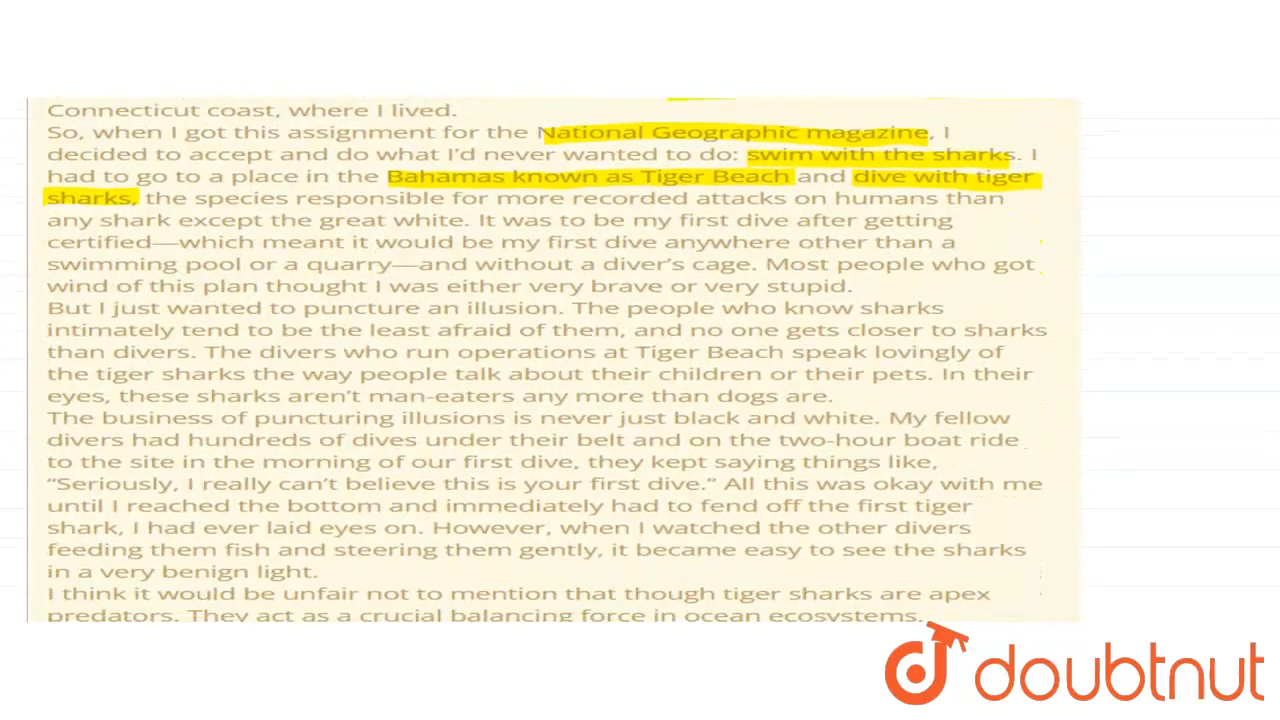 Connecticut coast, where I lived.
So, when I got this assignment for the National Geographic magazine, I
decided to accept and do what I'd never wanted to do: swim with the sharks. I
had to go to a place in the Bahamas known as Tiger Beach and dive with tiger
sharks, the species responsible for more recorded attacks on humans than
any shark except the great white. It was to be my first dive after getting
certified—which meant it would be my first dive anywhere other than a
swimming pool or a quarry—and without a diver's cage. Most people who got
wind of this plan thought I was either very brave or very stupid.
But I just wanted to puncture an illusion. The people who know sharks
intimately tend to be the least afraid of them, and no one gets closer to sharks
than divers. The divers who run operations at Tiger Beach speak lovingly of
the tiger sharks the way people talk about their children or their pets. In their
eyes, these sharks aren't man-eaters any more than dogs are.
The business of puncturing illusions is never just black and white. My fellow
divers had hundreds of dives under their belt and on the two-hour boat ride
to the site in the morning of our first dive, they kept saying things like,
“Seriously, I really can't believe this is your first dive.” All this was okay with me
until I reached the bottom and immediately had to fend off the first tiger
shark, I had ever laid eyes on. However, when I watched the other divers
feeding them fish and steering them gently, it became easy to see the sharks
in a very benign light.
I think it would be unfair not to mention that though tiger sharks are apex
predators. They act as a crucial balancing force in ocean ecosystems,
doubtnut